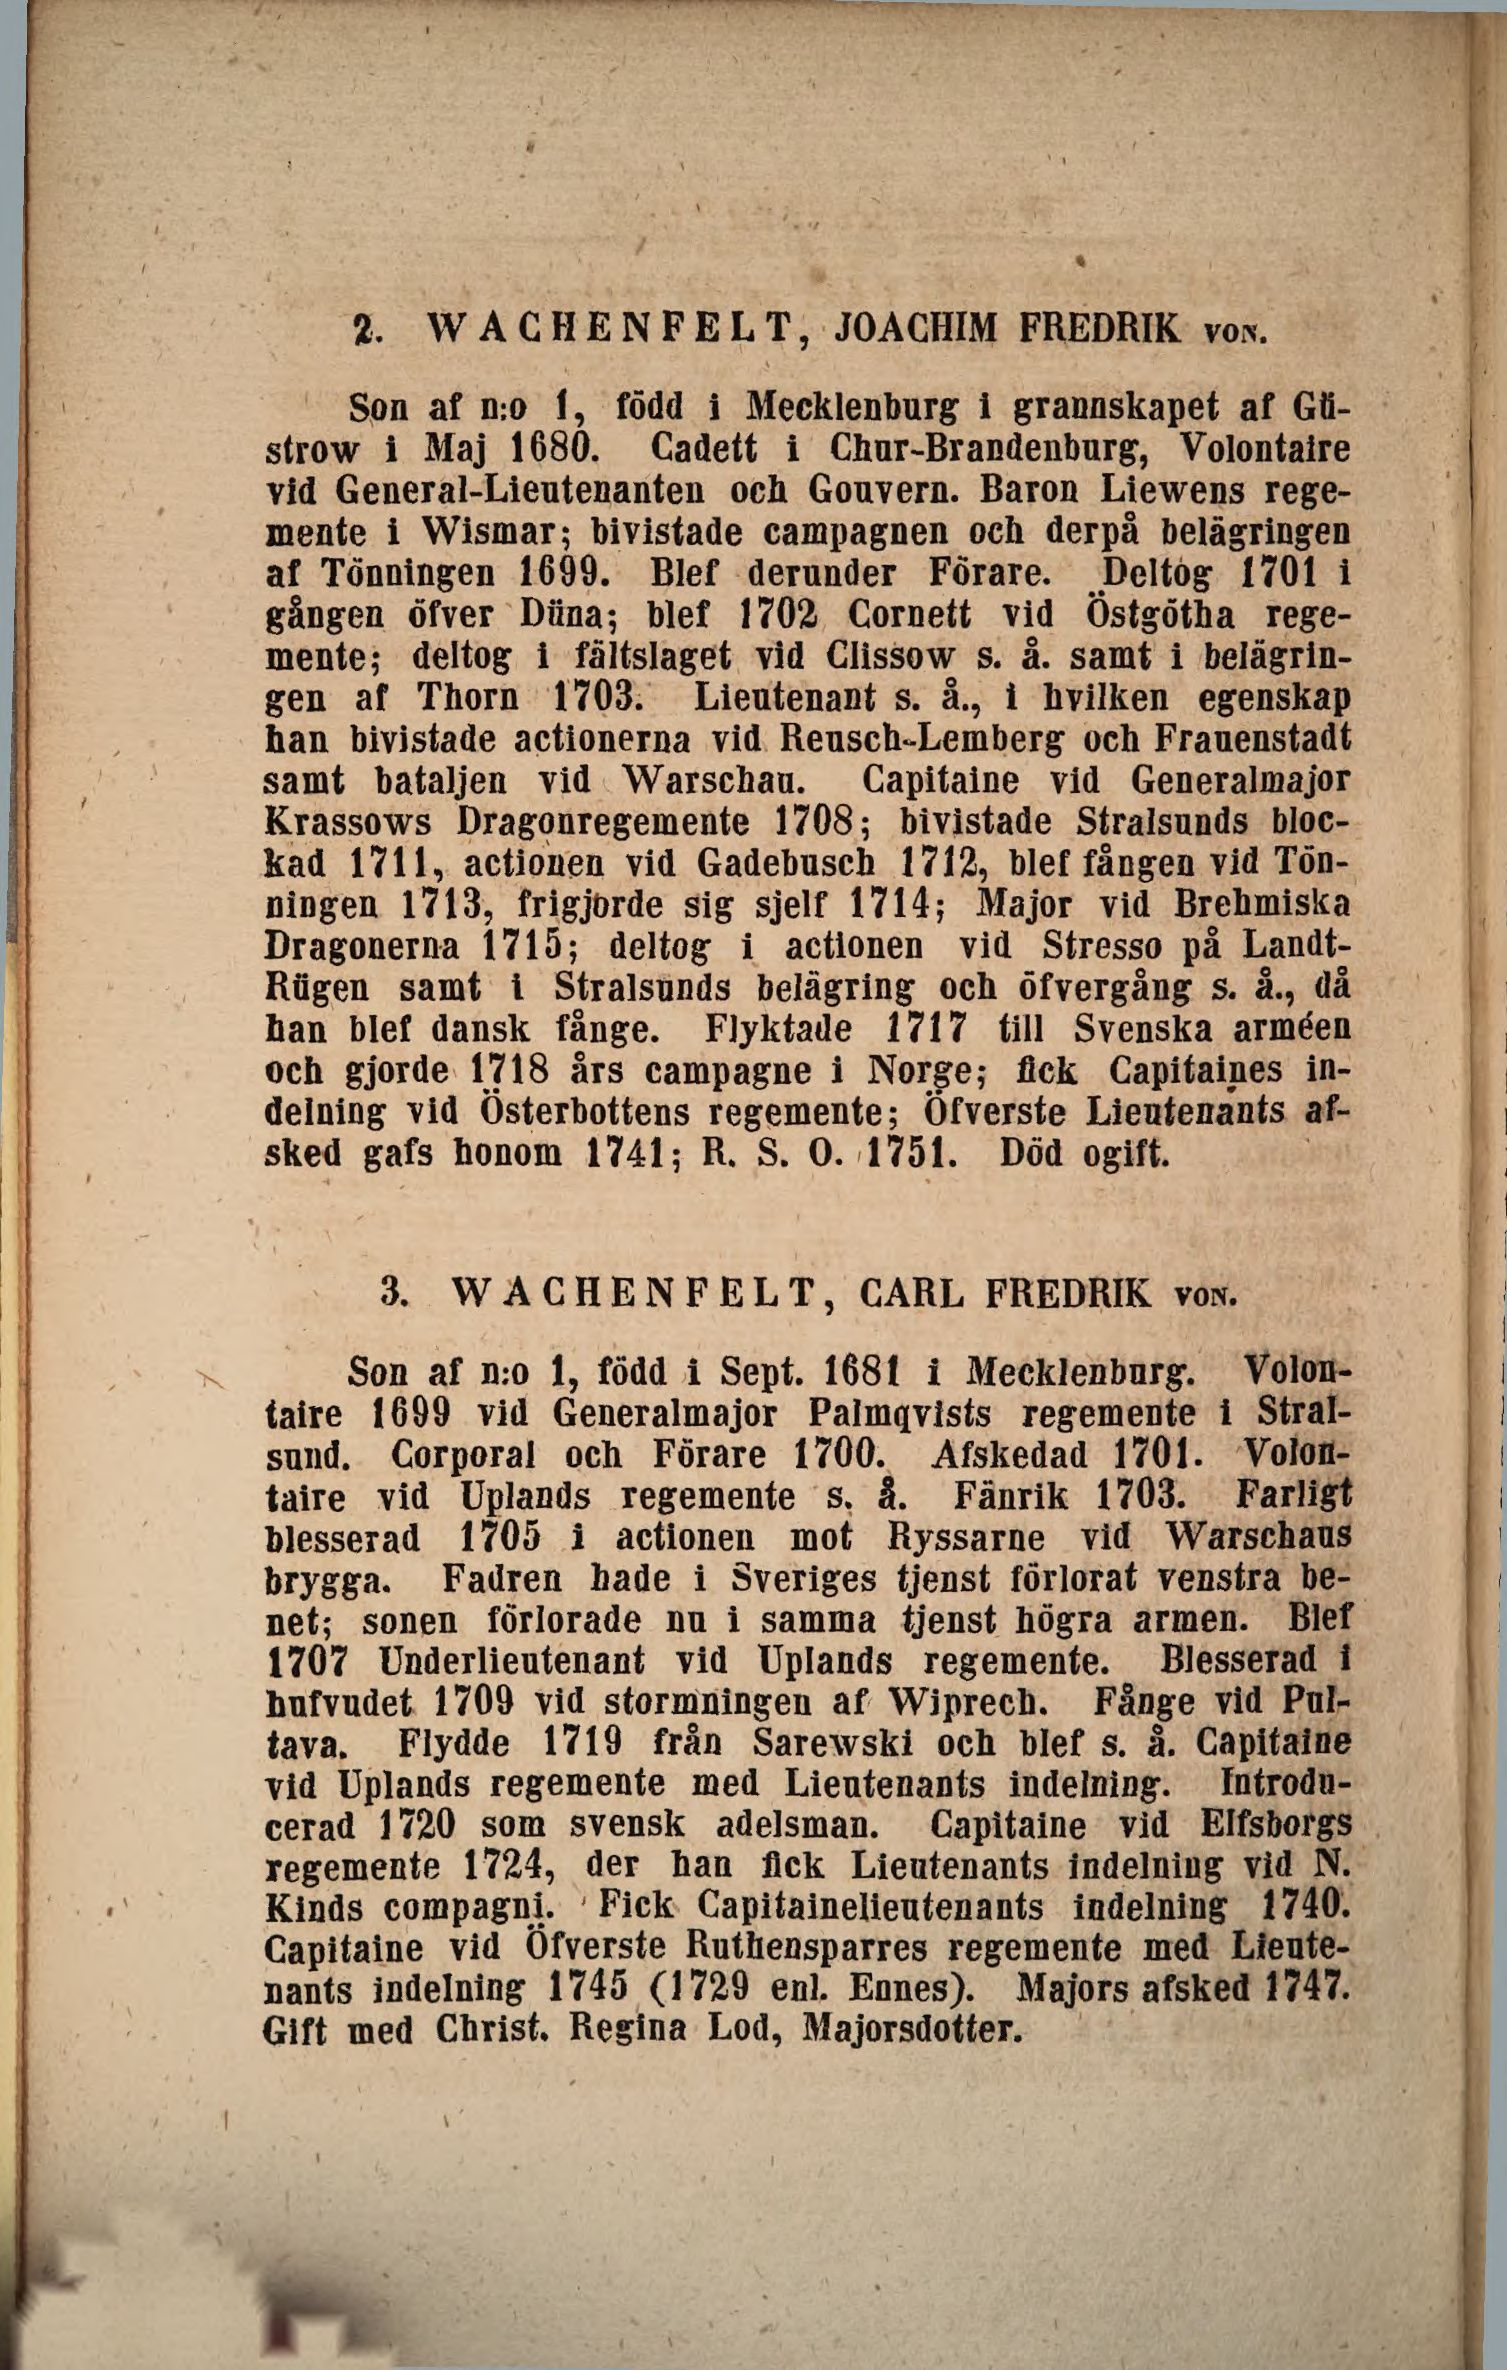 2. WACHENFELT, JOACHIM FREDRIK VON.
Son af n:o 1, född i Mecklenburg i grannskapet af Gü-
strow i Maj 1680. Cadett i Chur-Brandenburg, Volontaire
vid General-Lieutenanten och Gouvern. Baron Liewens rege-
mente i Wismar; bivistade campagnen och derpå belägringen
af Tönningen 1699. Blef derunder Förare. Deltog 1701 i
gången öfver Düna; blef 1702 Cornett vid Östgötha rege-
mente; deltog i fältslaget vid Clissow s. å. samt i belägrin-
gen af Thorn 1703. Lieutenant s. å., i hvilken egenskap
han bivistade actionerna vid Reusch-Lemberg och Frauenstadt
samt bataljen vid Warschau. Capitaine vid Generalmajor
Krassows Dragonregemente 1708; bivistade Stralsunds bloc-
kad 1711, actionen vid Gadebusch 1712, blef fången vid Tön-
ningen 1713, frigjorde sig sjelf 1714; Major vid Brehmiska
Dragonerna 1715; deltog i actionen vid Stresso på Landt-
Rügen samt i Stralsunds belägring och öfvergång s. å., då
han blef dansk fånge. Flyktade 1717 till Svenska arméen
och gjorde 1718 års campagne i Norge; fick Capitaines in-
delning vid Österbottens regemente; Öfverste Lieutenants af-
sked gafs honom 1741; R. S. O. 1751. Död ogift.
3. WACHENFELT, CARL FREDRIK VON.
Son af n:o 1, född i Sept. 1681 i Mecklenburg. Volon-
taire 1699 vid Generalmajor Palmqvists regemente i Stral-
sund. Corporal och Förare 1700. Afskedad 1701. Volon-
taire vid Uplands regemente s. å. Fänrik 1703. Farligt
blesserad 1705 i actionen mot Ryssarne vid Warschaus
brygga. Fadren hade i Sveriges tjenst förlorat venstra be-
net; sonen förlorade nu i samma tjenst högra armen. Blef
1707 Underlieutenant vid Uplands regemente. Blesserad i
hufvudet 1709 vid stormningen af Wiprech. Fånge vid Pul-
tava. Flydde 1719 från Sarewski och blef s. å. Capitaine
vid Uplands regemente med Lieutenants indelning. Introdu-
cerad 1720 som svensk adelsman. Capitaine vid Elfsborgs
regemente 1724, der han fick Lieutenants indelning vid N.
Kinds compagni. Fick Capitainelieutenants indelning 1740.
Capitaine vid Öfverste Ruthensparres regemente med Lieute-
nants indelning 1745 (1729 enl. Ennes). Majors afsked 1747.
Gift med Christ. Regina Lod, Majorsdotter.